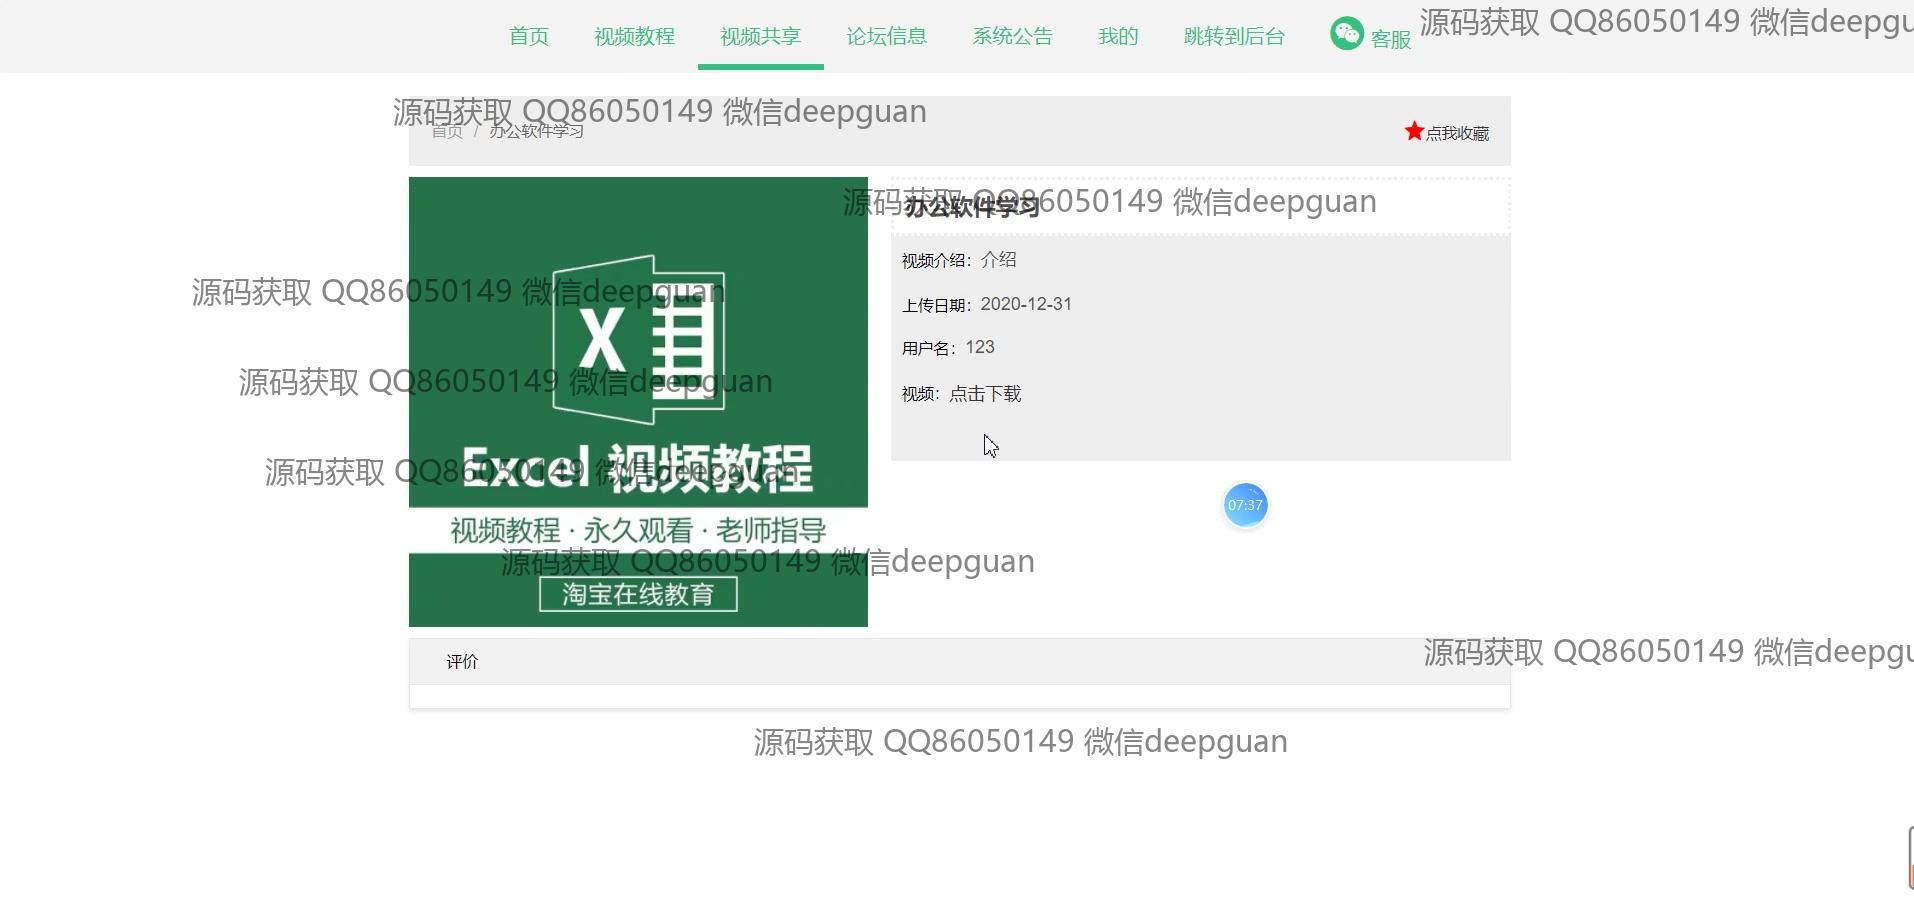 首页 视频教程 视频共享 论坛信息 系统公告 我的 跳转到后台 客服
源码获取 QQ86050149 微信deepgu
源码获取 QQ86050149 微信deepguan
首页 / 办公软件学习
点我收藏
源码获取 QQ86050149 微信deepguan
办公软件学习
视频介绍：介绍
源码获取 QQ86050149 微信deepguan
上传日期：2020-12-31
用户名：123
源码获取 QQ86050149 微信deepguan
视频：点击下载
X
Excel 视频教程
源码获取 QQ86050149 微信deepguan
07:37
视频教程 · 永久观看 · 老师指导
源码获取 QQ86050149 微信deepguan
淘宝在线教育
评价
源码获取 QQ86050149 微信deepgu
源码获取 QQ86050149 微信deepguan